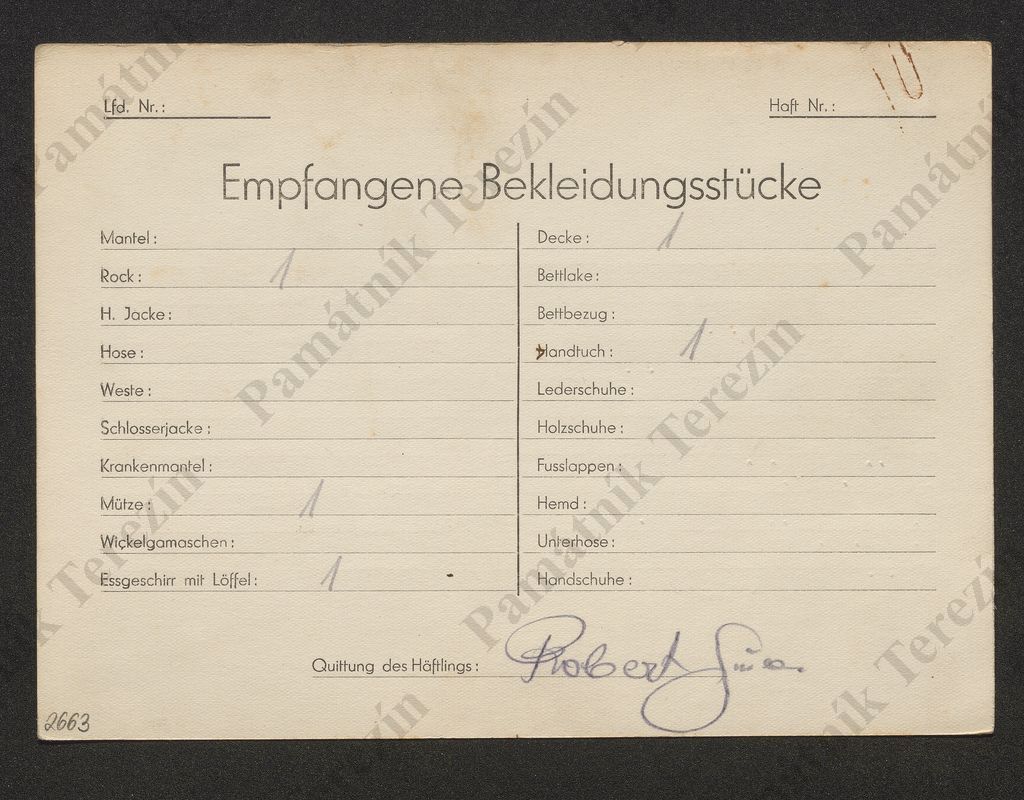 Lfd. Nr.: Haft Nr.:
Empfangene Bekleidungsstücke
Mantel:
Rock: 1
H. Jacke:
Hose:
Weste:
Schlosserjacke:
Krankenmantel:
Mütze: 1
Wickelgamaschen:
Essgeschirr mit Löffel: 1
Decke: 1
Bettlake:
Bettbezug:
Handtuch: 1
Lederschuhe:
Holzschuhe:
Fusslappen:
Hemd:
Unterhose:
Handschuhe:
Quittung des Häftlings: Robert
2663
Památník Terezín